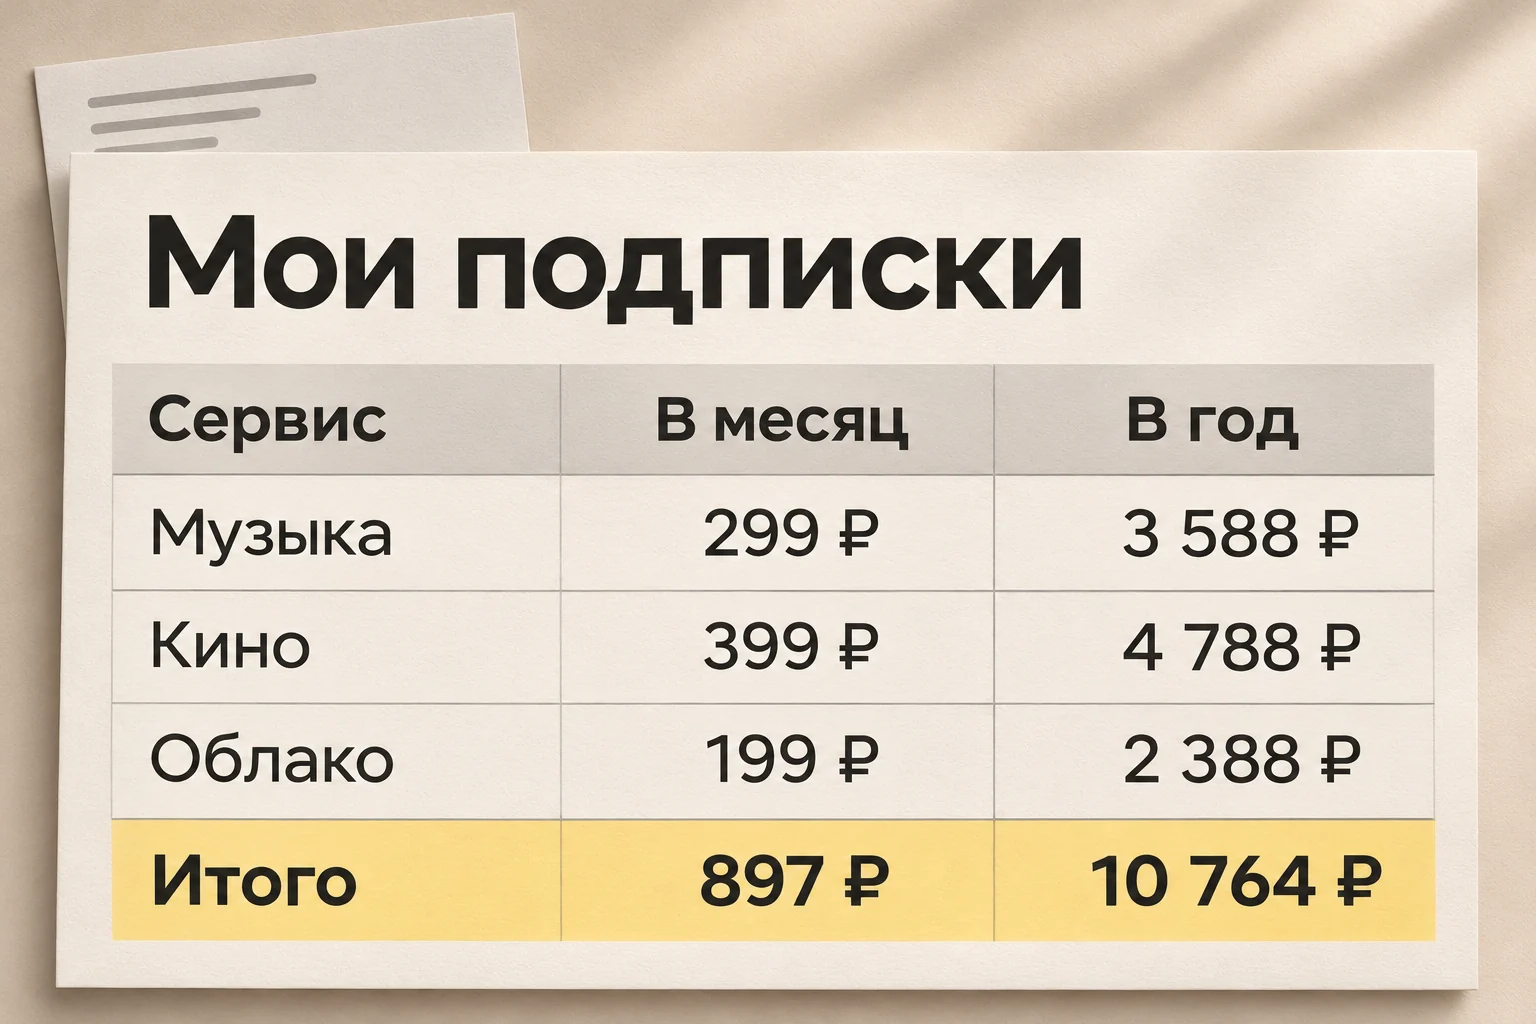 Мои подписки
Сервис В месяц В год
Музыка 299 ₽ 3 588 ₽
Кино 399 ₽ 4 788 ₽
Облако 199 ₽ 2 388 ₽
Итого 897 ₽ 10 764 ₽